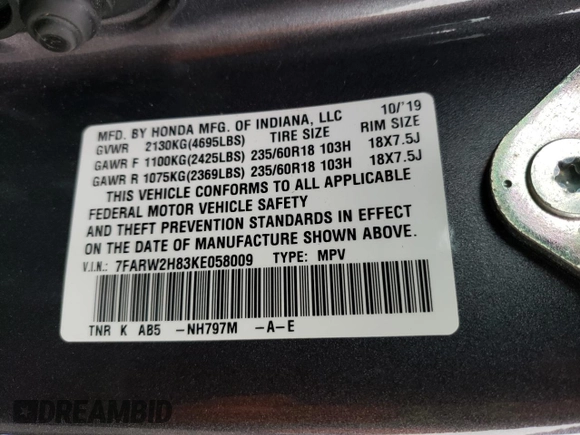 MFD. BY HONDA MFG. OF INDIANA, LLC 10/'19
GVWR 2130KG(4695LBS) TIRE SIZE RIM SIZE
GAWR F 1100KG(2425LBS) 235/60R18 103H 18X7.5J
GAWR R 1075KG(2369LBS) 235/60R18 103H 18X7.5J
THIS VEHICLE CONFORMS TO ALL APPLICABLE
FEDERAL MOTOR VEHICLE SAFETY
AND THEFT PREVENTION STANDARDS IN EFFECT
ON THE DATE OF MANUFACTURE SHOWN ABOVE.
V.I.N.: 7FARW2H83KE058009 TYPE: MPV
TNR K AB5 -NH797M -A-E
DREAMBID